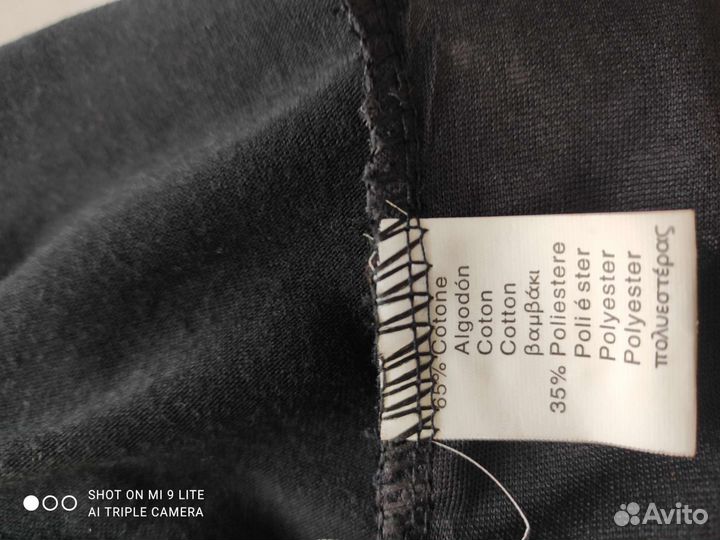 65% Cotone
Algodón
Coton
Cotton
βαμβάκι
35% Poliestere
Poli é ster
Polyester
Polyester
πολυεστέρας
SHOT ON MI 9 LITE
AI TRIPLE CAMERA
Avito